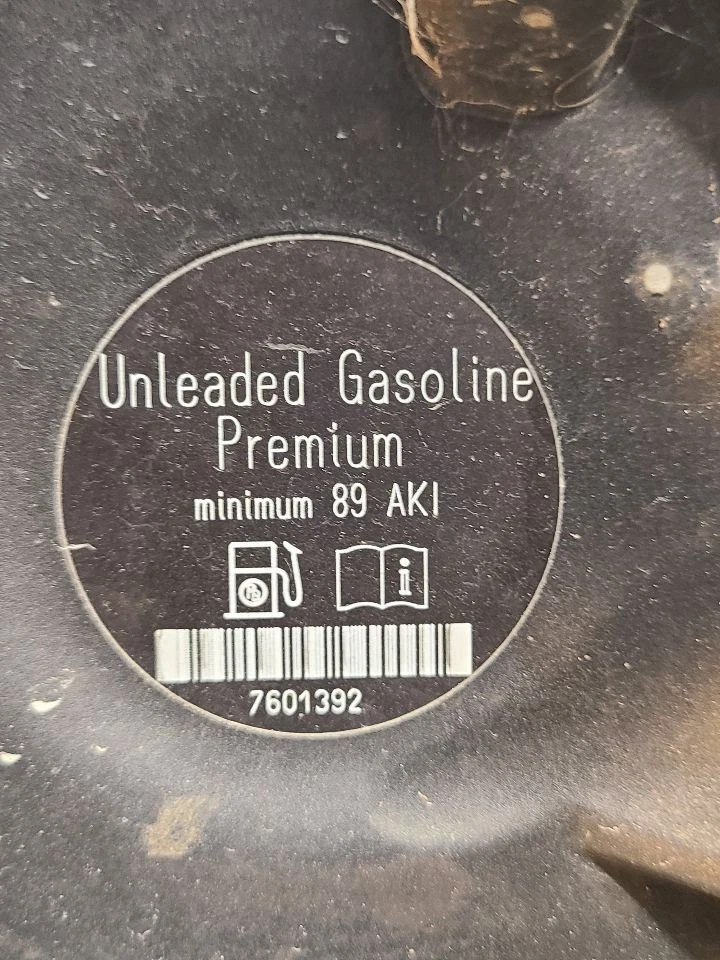 Unleaded Gasoline
Premium
minimum 89 AKI
7601392